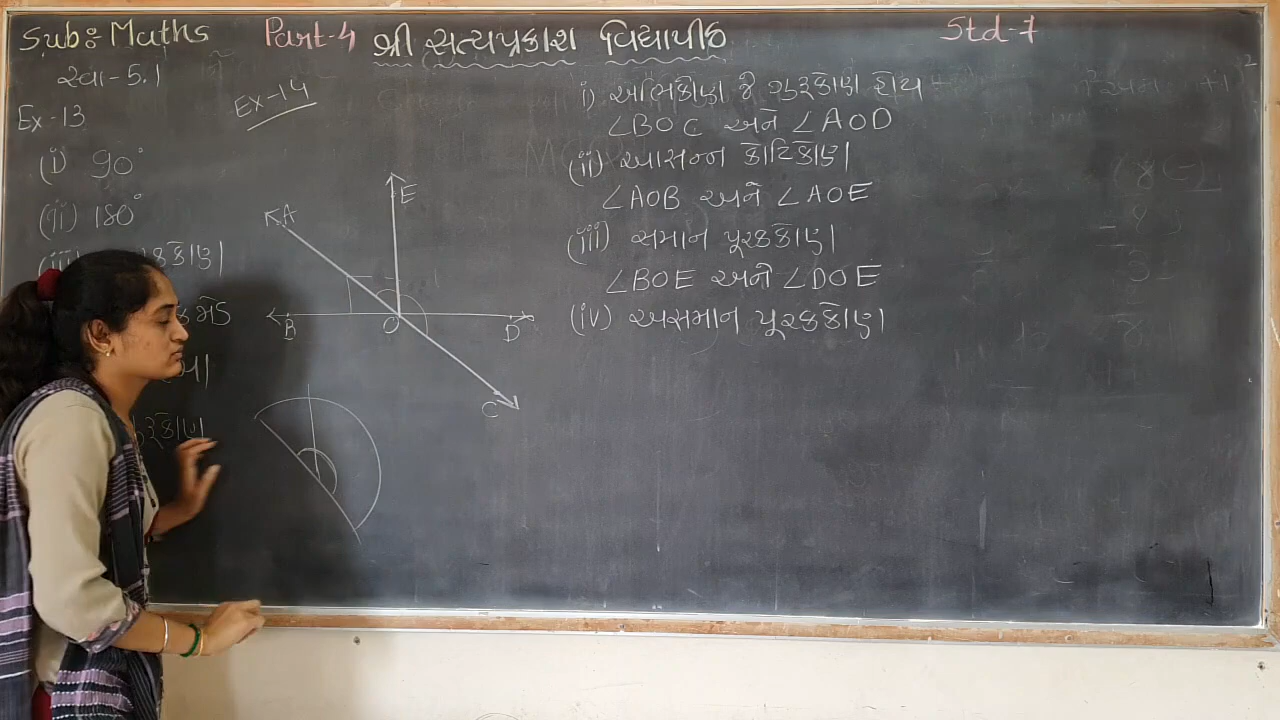 Sub: Maths Part-4 શ્રી સત્યપ્રકાશ વિદ્યાપીઠ Std-7
સ્વા-5.1
Ex-13
(i) 90°
(ii) 180°
(iii)
Ex-14
A
E
B
O
D
C
i) અભિકોણ જે ગુરુકોણ હોય
∠BOC અને ∠AOD
(ii) આસન્ન કોટિકોણ
∠AOB અને ∠AOE
(iii) સમાન પૂરકકોણ
∠BOE અને ∠DOE
(iv) અસમાન પૂરકકોણ